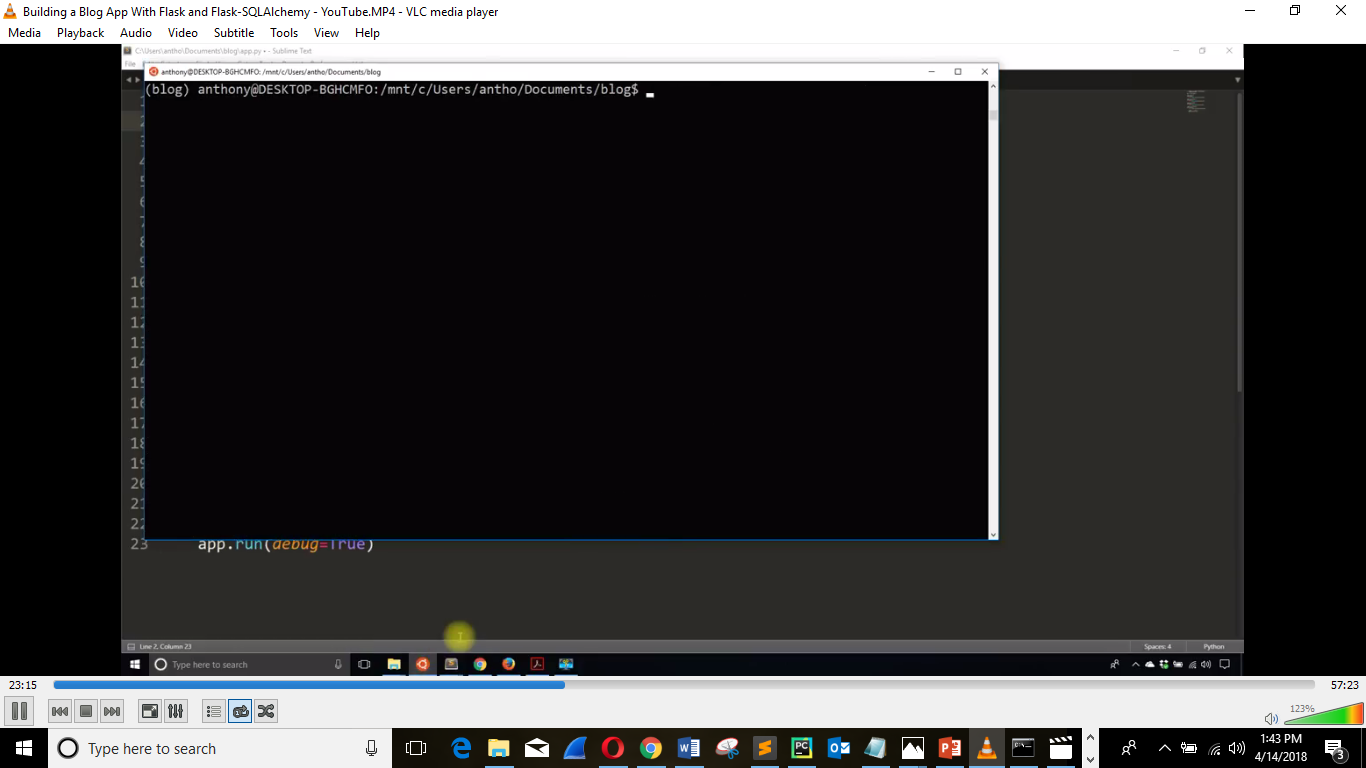 Building a Blog App With Flask and Flask-SQLAlchemy - YouTube.MP4 - VLC media player
Media Playback Audio Video Subtitle Tools View Help
C:\Users\antho\Documents\blog\app.py • - Sublime Text
File
anthony@DESKTOP-BGHCMFO: /mnt/c/Users/antho/Documents/blog
(blog) anthony@DESKTOP-BGHCMFO:/mnt/c/Users/antho/Documents/blog$
10
11
12
13
14
15
16
17
18
19
20
21
22
23 app.run(debug=True)
Line 2, Column 23 Spaces: 4 Python
Type here to search
23:15 57:23
123%
Type here to search
1:43 PM
4/14/2018
3